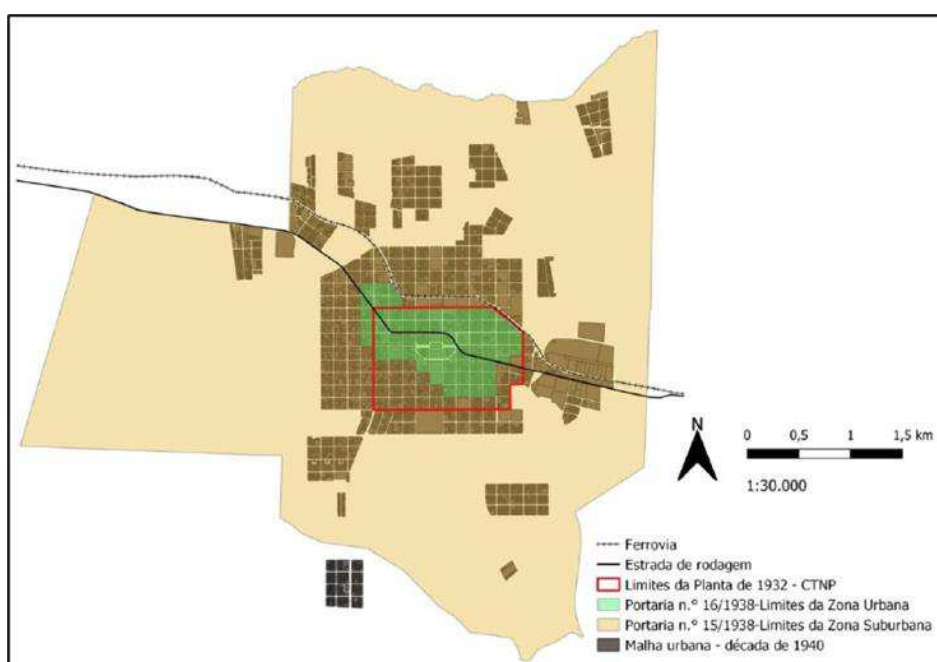 N
0 0,5 1 1,5 km
1:30.000
Ferrovia
Estrada de rodagem
Limites da Planta de 1932 - CTNP
Portaria n.° 16/1938-Limites da Zona Urbana
Portaria n.° 15/1938-Limites da Zona Suburbana
Malha urbana - década de 1940